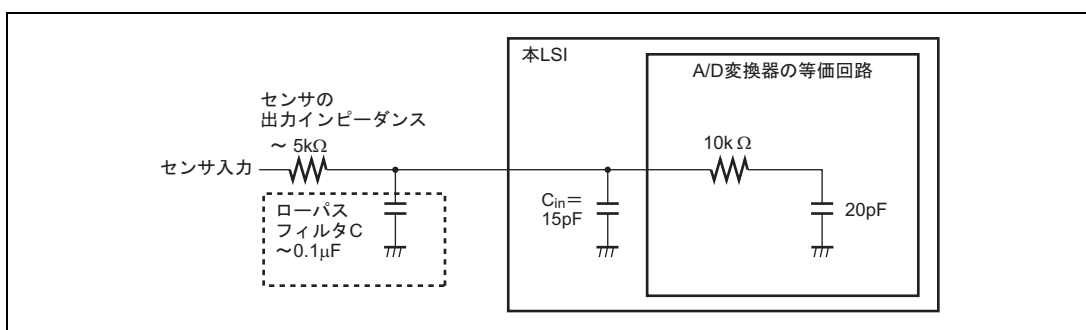 本LSI
A/D変換器の等価回路
センサの
出力インピーダンス
～ 5kΩ
10k Ω
センサ入力
Cin＝
15pF
20pF
ローパス
フィルタC
～0.1μF